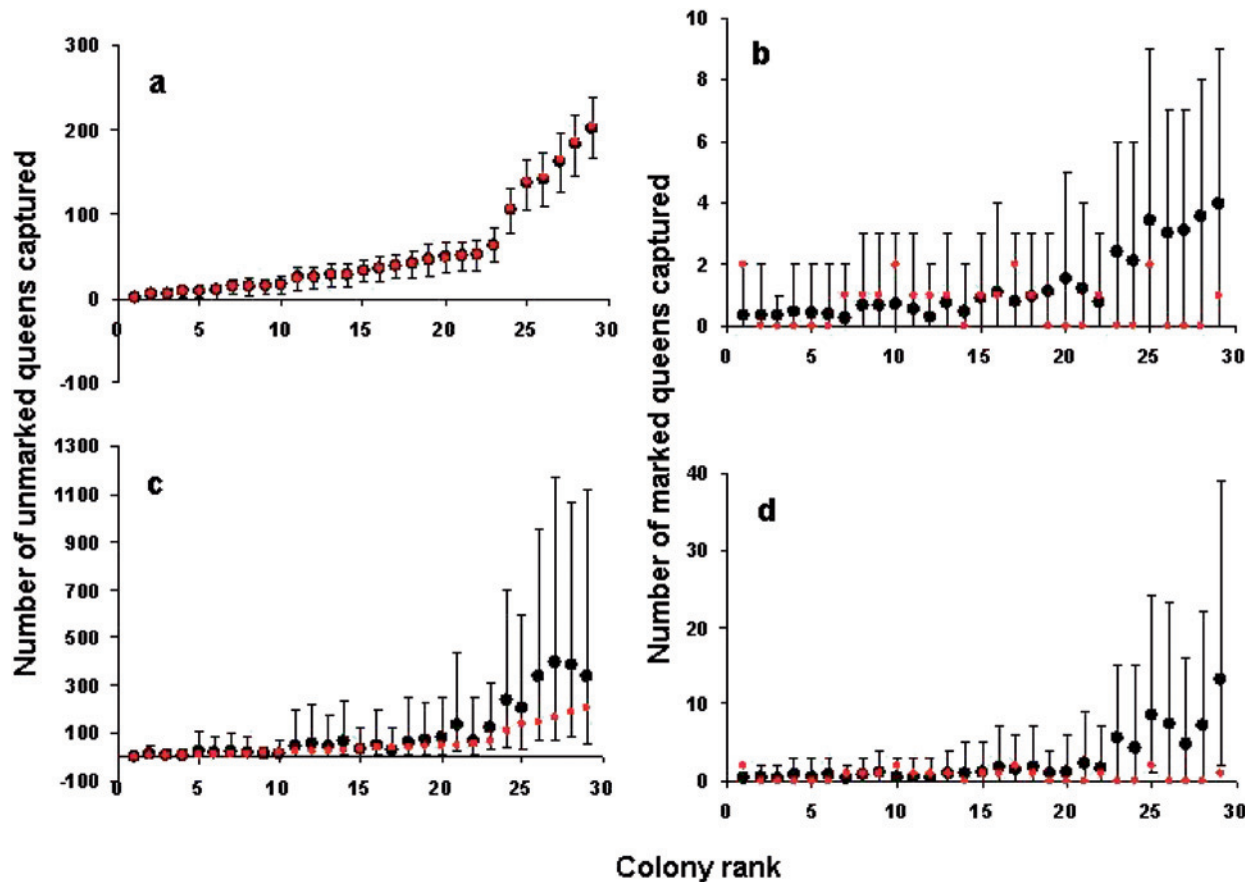 Number of unmarked queens captured
a
300
200
100
0
-100
0 5 10 15 20 25 30
Number of marked queens captured
b
10
8
6
4
2
0
0 5 10 15 20 25 30
c
1300
1100
900
700
500
300
100
-100
0 5 10 15 20 25 30
d
40
30
20
10
0
0 5 10 15 20 25 30
Colony rank